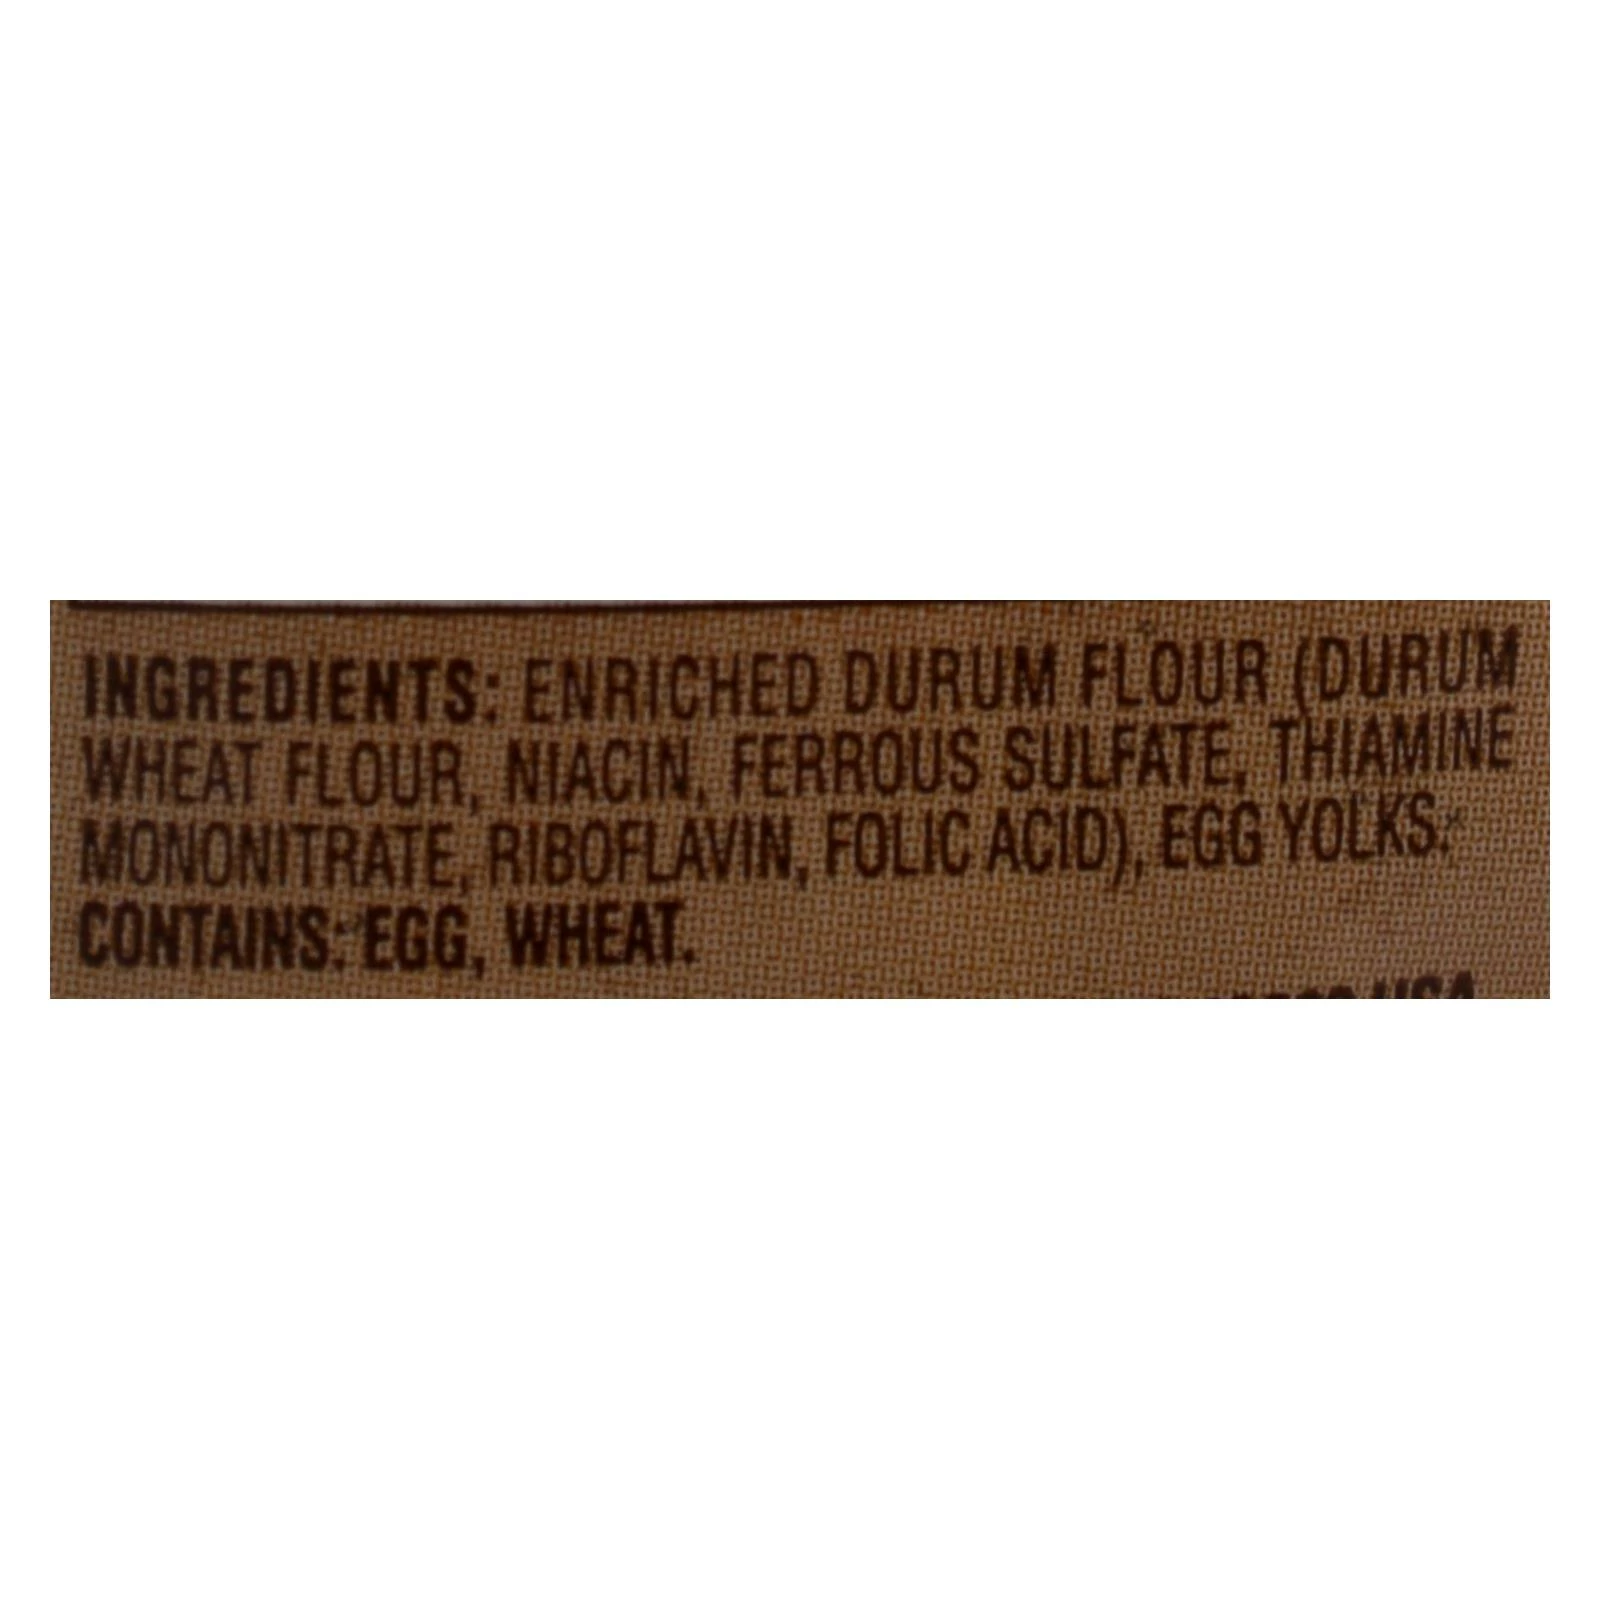 INGREDIENTS: ENRICHED DURUM FLOUR (DURUM
WHEAT FLOUR, NIACIN, FERROUS SULFATE, THIAMINE
MONONITRATE, RIBOFLAVIN, FOLIC ACID), EGG YOLKS.
CONTAINS: EGG, WHEAT.
USA